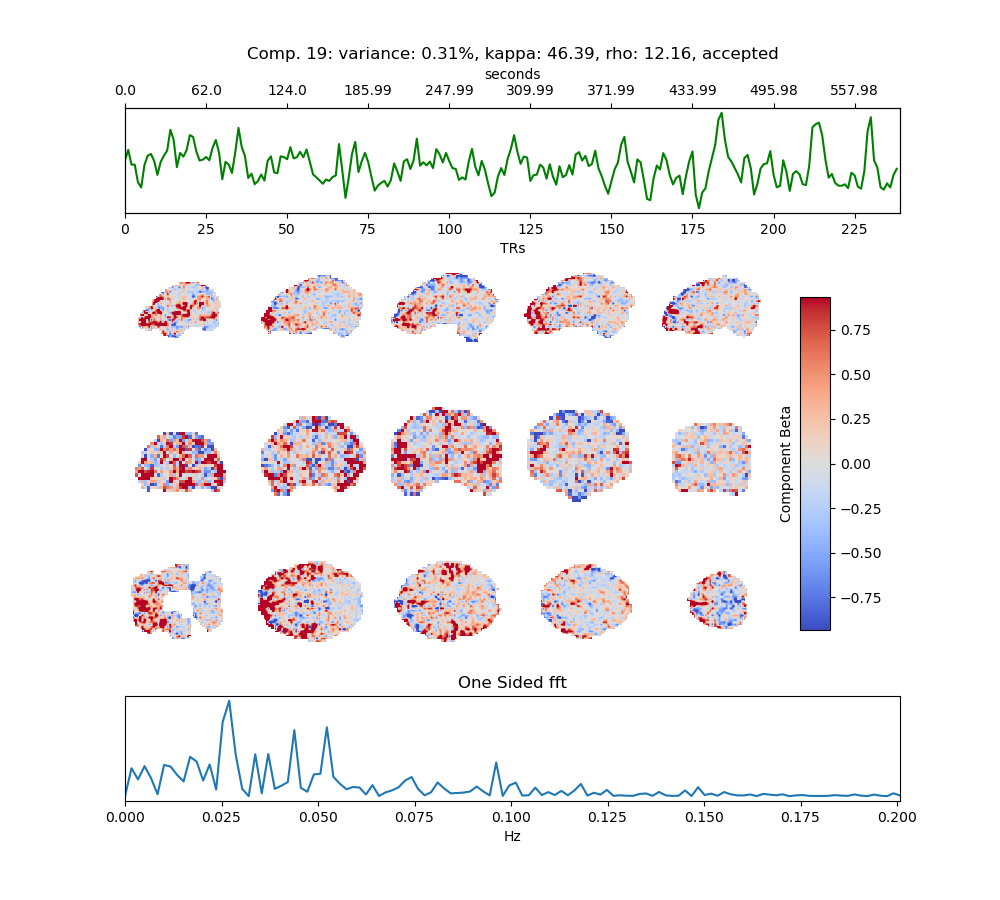 Comp. 19: variance: 0.31%, kappa: 46.39, rho: 12.16, accepted
seconds
0.0 62.0 124.0 185.99 247.99 309.99 371.99 433.99 495.98 557.98
0 25 50 75 100 125 150 175 200 225
TRs
0.75
0.50
0.25
0.00
−0.25
−0.50
−0.75
Component Beta
One Sided fft
0.000 0.025 0.050 0.075 0.100 0.125 0.150 0.175 0.200
Hz